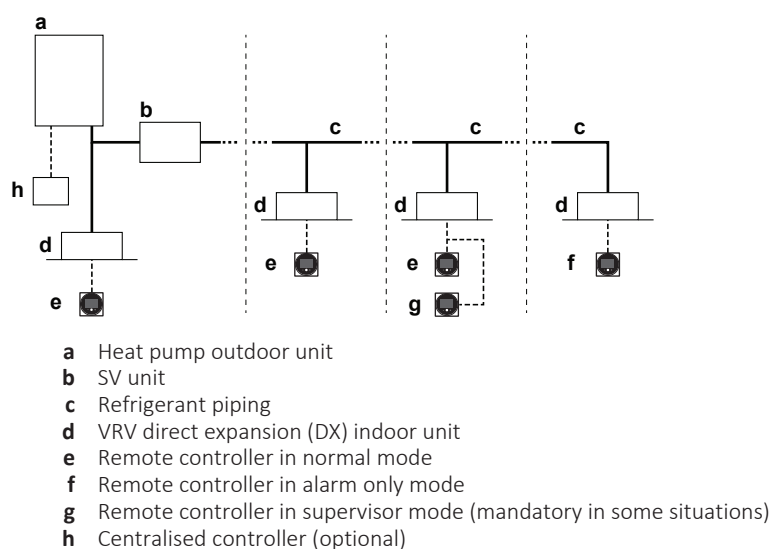 a
b
c c c
h
d d d
d
e e f
e g
a Heat pump outdoor unit
b SV unit
c Refrigerant piping
d VRV direct expansion (DX) indoor unit
e Remote controller in normal mode
f Remote controller in alarm only mode
g Remote controller in supervisor mode (mandatory in some situations)
h Centralised controller (optional)